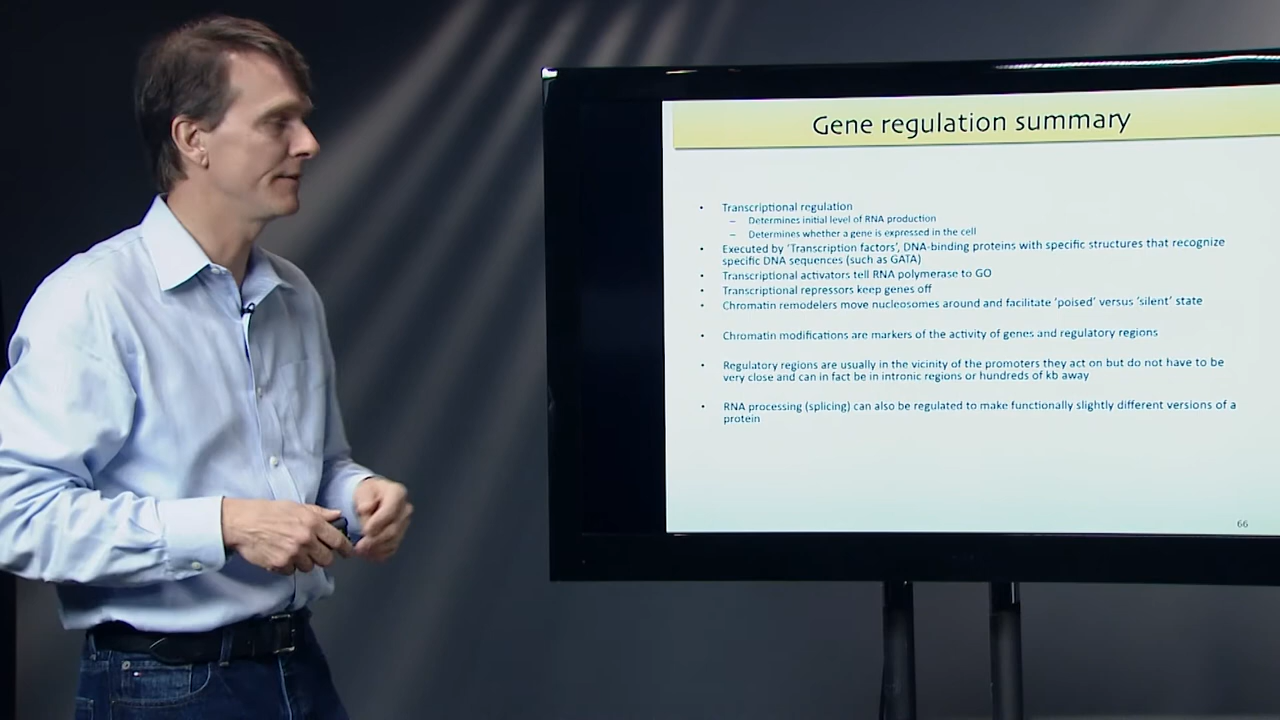 Gene regulation summary
• Transcriptional regulation
– Determines initial level of RNA production
– Determines whether a gene is expressed in the cell
• Executed by ‘Transcription factors’, DNA-binding proteins with specific structures that recognize
specific DNA sequences (such as GATA)
• Transcriptional activators tell RNA polymerase to GO
• Transcriptional repressors keep genes off
• Chromatin remodelers move nucleosomes around and facilitate ‘poised’ versus ‘silent’ state
• Chromatin modifications are markers of the activity of genes and regulatory regions
• Regulatory regions are usually in the vicinity of the promoters they act on but do not have to be
very close and can in fact be in intronic regions or hundreds of kb away
• RNA processing (splicing) can also be regulated to make functionally slightly different versions of a
protein
66